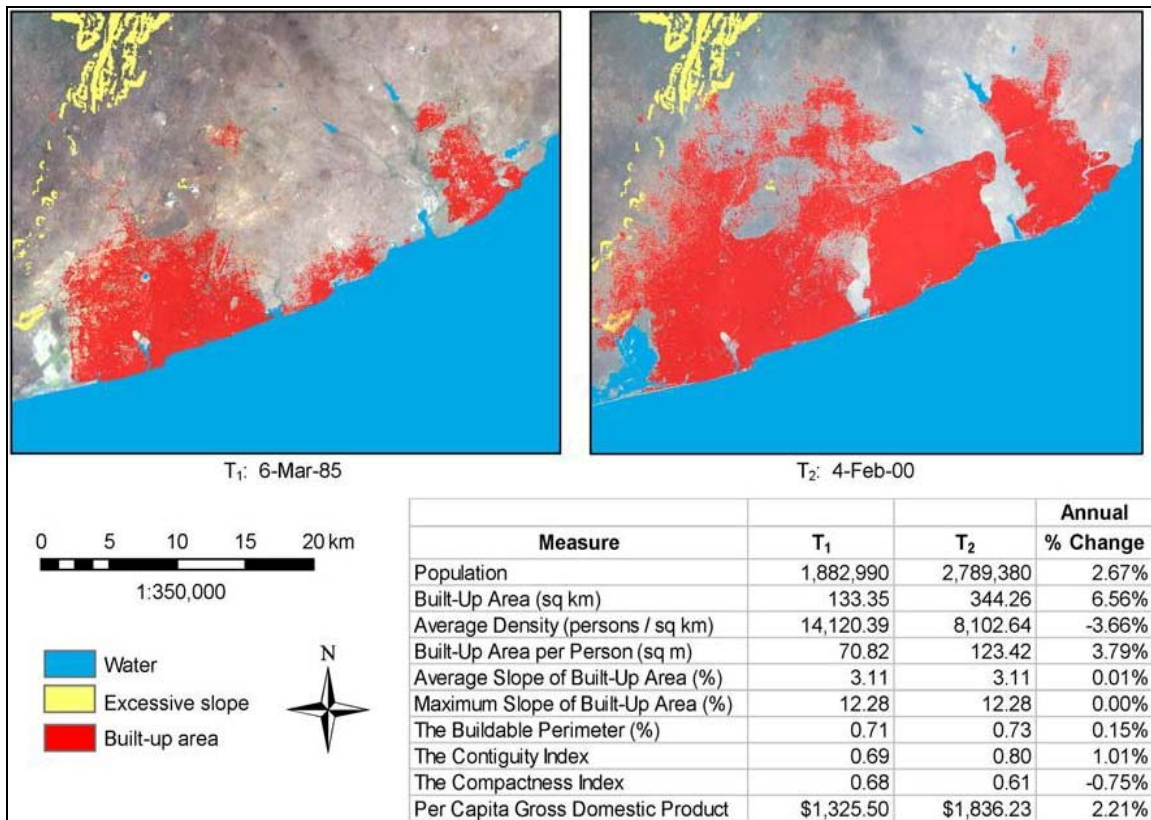 T₁: 6-Mar-85
T₂: 4-Feb-00
0 5 10 15 20 km
1:350,000
Water
Excessive slope
Built-up area
N
Annual
Measure T₁ T₂ % Change
Population 1,882,990 2,789,380 2.67%
Built-Up Area (sq km) 133.35 344.26 6.56%
Average Density (persons / sq km) 14,120.39 8,102.64 -3.66%
Built-Up Area per Person (sq m) 70.82 123.42 3.79%
Average Slope of Built-Up Area (%) 3.11 3.11 0.01%
Maximum Slope of Built-Up Area (%) 12.28 12.28 0.00%
The Buildable Perimeter (%) 0.71 0.73 0.15%
The Contiguity Index 0.69 0.80 1.01%
The Compactness Index 0.68 0.61 -0.75%
Per Capita Gross Domestic Product $1,325.50 $1,836.23 2.21%